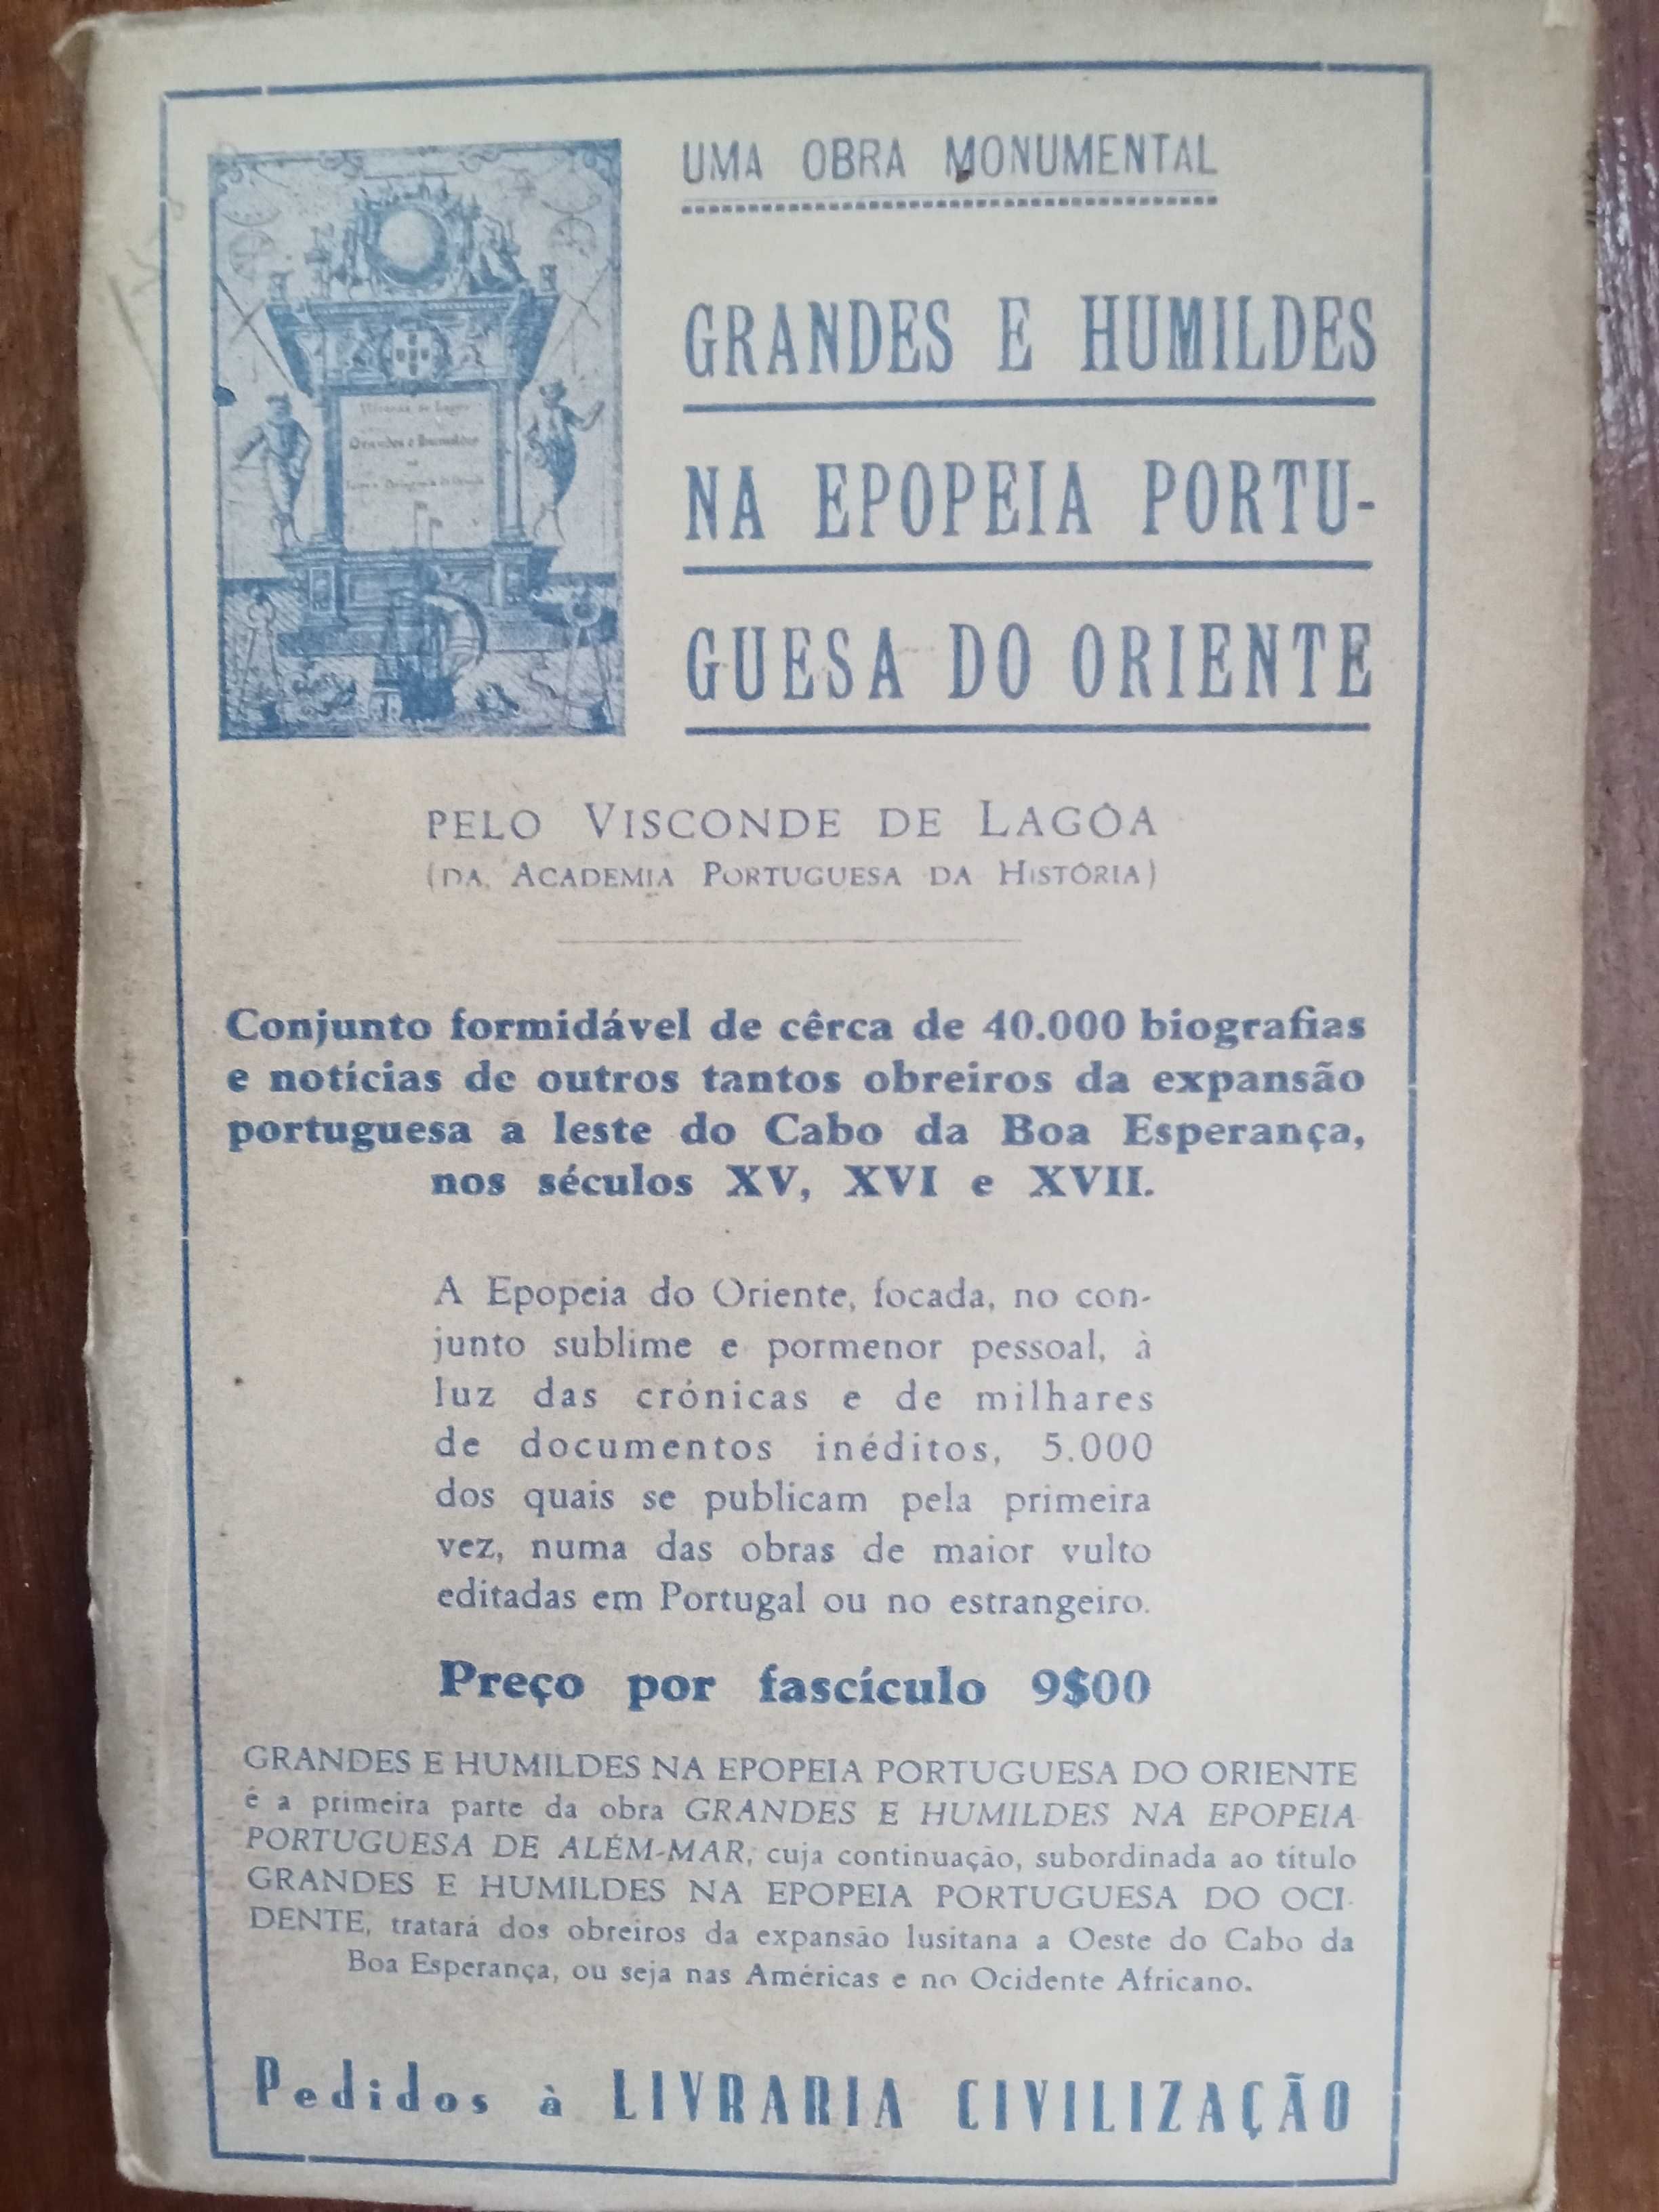 UMA OBRA MONUMENTAL
GRANDES E HUMILDES
NA EPOPEIA PORTU-
GUESA DO ORIENTE
Grandes e Humildes
PELO VISCONDE DE LAGÔA
(DA ACADEMIA PORTUGUESA DA HISTÓRIA)
Conjunto formidável de cêrca de 40.000 biografias
e notícias de outros tantos obreiros da expansão
portuguesa a leste do Cabo da Boa Esperança,
nos séculos XV, XVI e XVII.
A Epopeia do Oriente, focada, no con-
junto sublime e pormenor pessoal, à
luz das crónicas e de milhares
de documentos inéditos, 5.000
dos quais se publicam pela primeira
vez, numa das obras de maior vulto
editadas em Portugal ou no estrangeiro.
Preço por fascículo 9$00
GRANDES E HUMILDES NA EPOPEIA PORTUGUESA DO ORIENTE
é a primeira parte da obra GRANDES E HUMILDES NA EPOPEIA
PORTUGUESA DE ALÉM-MAR, cuja continuação, subordinada ao título
GRANDES E HUMILDES NA EPOPEIA PORTUGUESA DO OCI-
DENTE, tratará dos obreiros da expansão lusitana a Oeste do Cabo da
Boa Esperança, ou seja nas Américas e no Ocidente Africano.
Pedidos à LIVRARIA CIVILIZAÇÃO